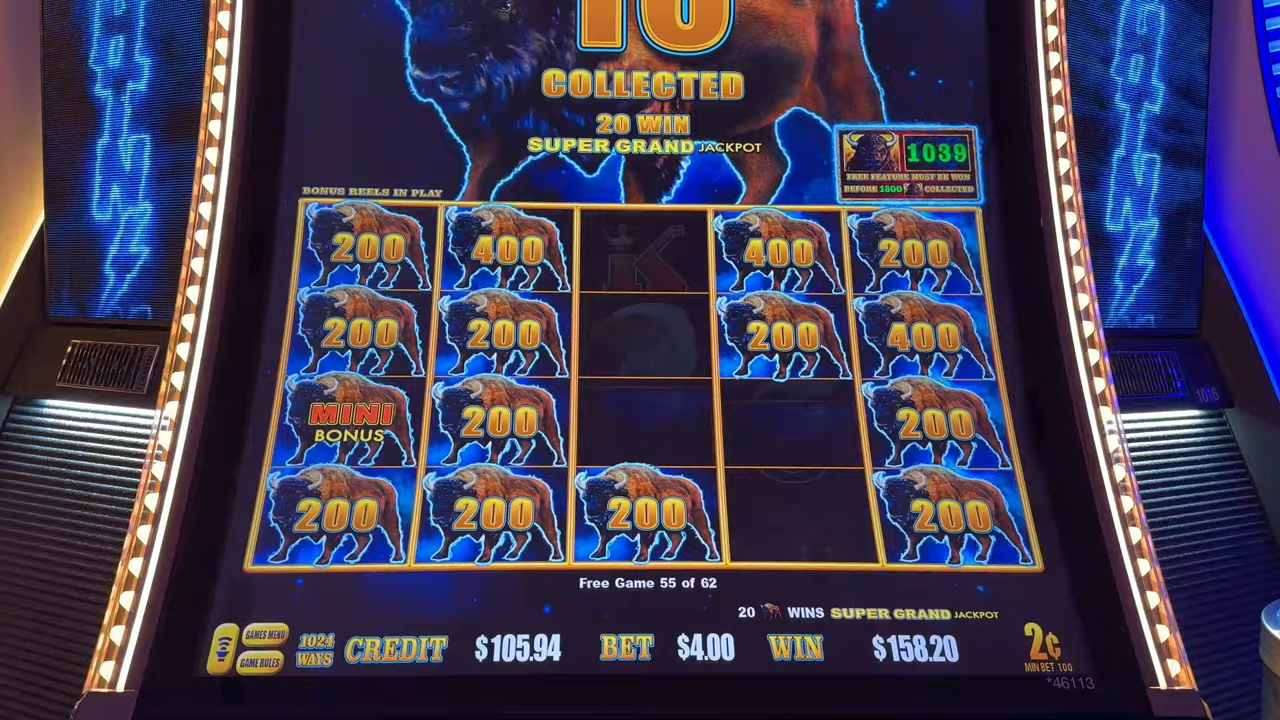 COLLECTED
20 WIN
SUPER GRAND JACKPOT
1039
FREE FEATURE MUST BE WON
BEFORE 1800 COLLECTED
BONUS REELS IN PLAY
200 400 K 400 200
200 200 200 400
MINI BONUS 200 200
200 200 200 200
Free Game 55 of 62
20 WINS SUPER GRAND JACKPOT
GAMES MENU
GAME RULES
1024 WAYS
CREDIT $105.94 BET $4.00 WIN $158.20
2¢
MIN BET 100
*46113
1016